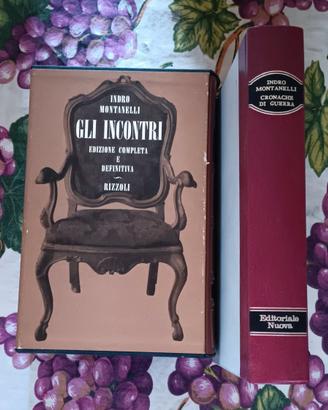 INDRO
MONTANELLI
GLI INCONTRI
EDIZIONE COMPLETA
E
DEFINITIVA
RIZZOLI
INDRO
MONTANELLI
CRONACHE
DI GUERRA
Editoriale
Nuova